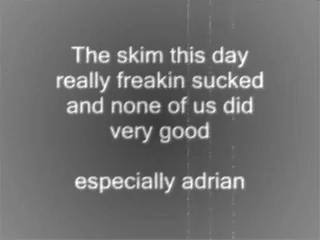 The skim this day
really freakin sucked
and none of us did
very good
especially adrian